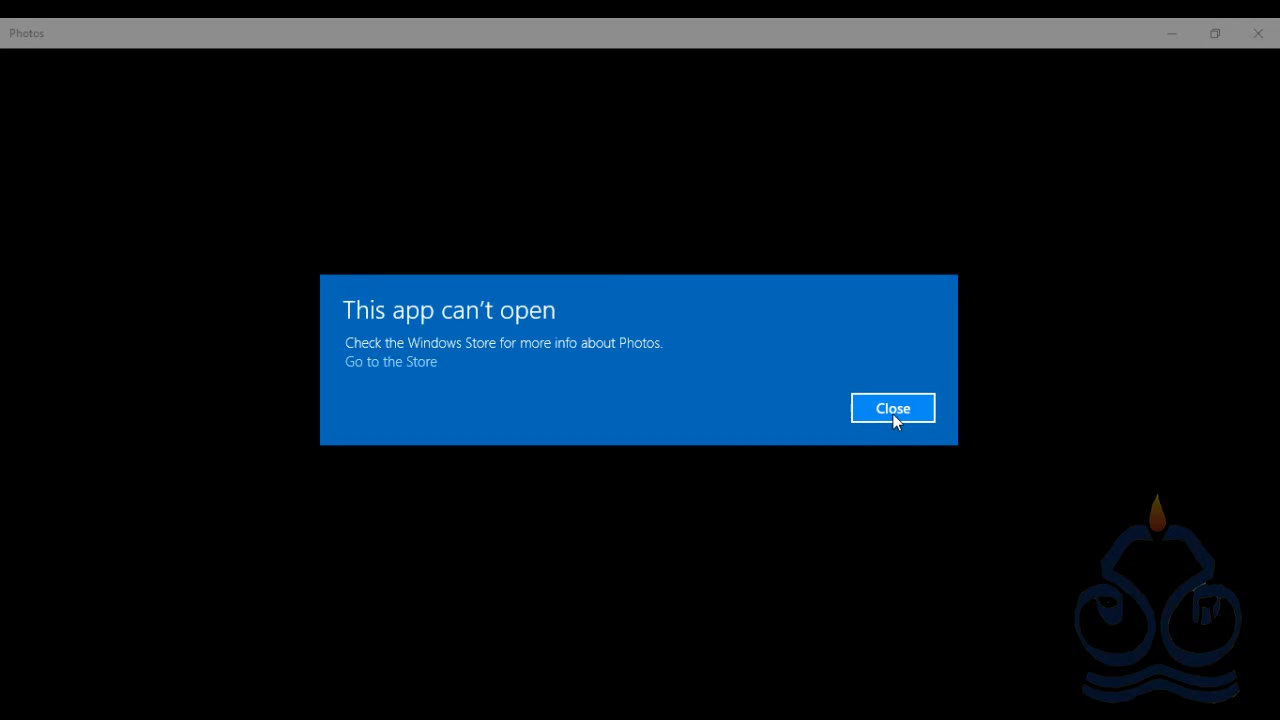 Photos
This app can't open
Check the Windows Store for more info about Photos.
Go to the Store
Close